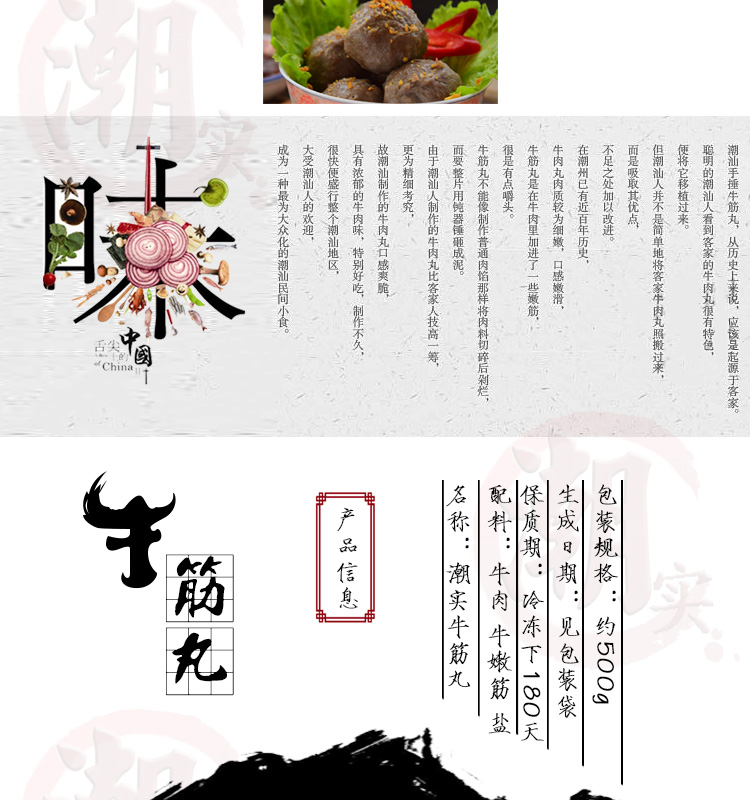 潮实
潮汕手捶牛筋丸，从历史上来说，应该是起源于客家。
聪明的潮汕人看到客家的牛肉丸很有特色，
便将它移植过来。
但潮汕人并不是简单地将客家牛肉丸照搬过来，
而是吸取其优点，
不足之处加以改进。
在潮州已有近百年历史，
牛肉丸肉质较为细嫩，口感嫩滑，
牛筋丸是在牛肉里加进了一些嫩筋，
很是有点嚼头。
牛筋丸不能像制作普通肉馅那样将肉料切碎后剁烂，
而要整片用钝器锤砸成泥。
由于潮汕人制作的牛肉丸比客家人技高一筹，
更为精细考究，
故潮汕制作的牛肉丸口感爽脆，
具有浓郁的牛肉味，特别好吃，制作不久，
很快便盛行整个潮汕地区，
大受潮汕人的欢迎，
成为一种最为大众化的潮汕民间小食。
味
舌尖
上的
中國
of China
潮实
包装规格：约500g
生成日期：见包装袋
保质期：冷冻下180天
配料：牛肉 牛嫩筋 盐
名称：潮实牛筋丸
产品信息
牛筋丸
潮